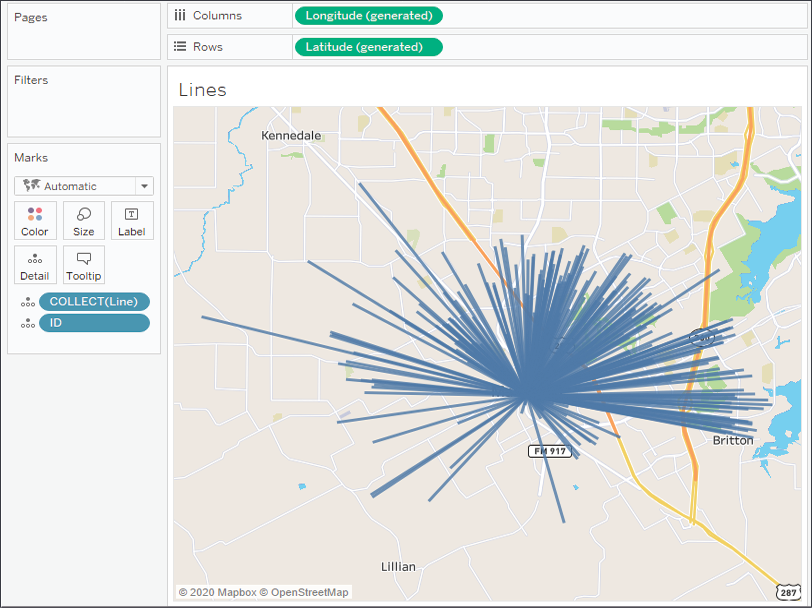 Pages
Columns
Longitude (generated)
Rows
Latitude (generated)
Filters
Marks
Automatic
Color
Size
Label
Detail
Tooltip
COLLECT(Line)
ID
Lines
Kennedale
Britton
FM 917
Lillian
287
© 2020 Mapbox © OpenStreetMap